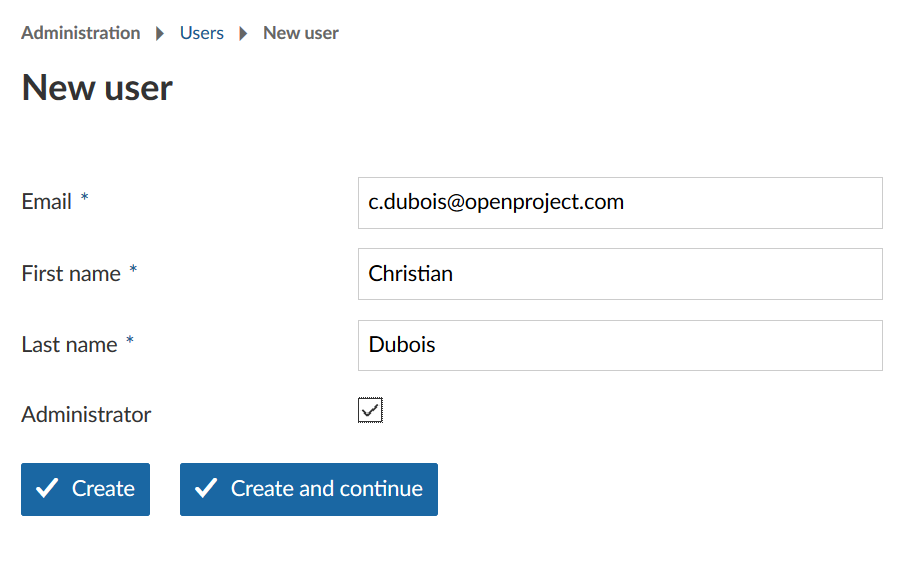 Administration Users New user
New user
Email * c.dubois@openproject.com
First name * Christian
Last name * Dubois
Administrator
Create Create and continue